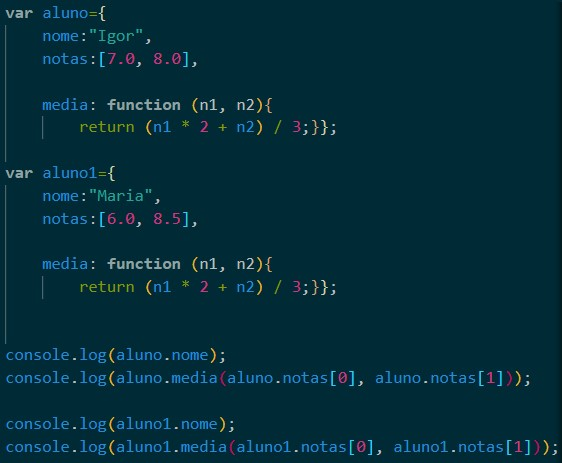 var aluno={
    nome:"Igor",
    notas:[7.0, 8.0],

    media: function (n1, n2){
        return (n1 * 2 + n2) / 3;}};

var aluno1={
    nome:"Maria",
    notas:[6.0, 8.5],

    media: function (n1, n2){
        return (n1 * 2 + n2) / 3;}};


console.log(aluno.nome);
console.log(aluno.media(aluno.notas[0], aluno.notas[1]));

console.log(aluno1.nome);
console.log(aluno1.media(aluno1.notas[0], aluno1.notas[1]));